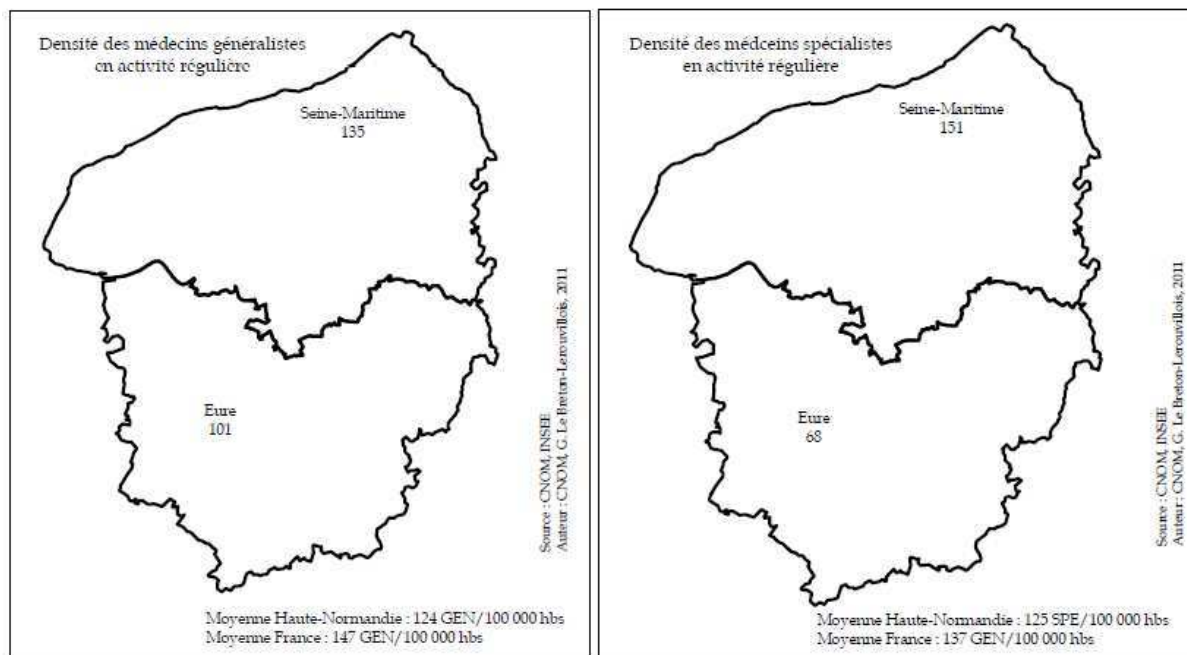 Densité des médecins généralistes
en activité régulière
Seine-Maritime
135
Eure
101
Source : CNOM, INSEE
Auteur : CNOM, G. Le Breton-Lerouvillois, 2011
Moyenne Haute-Normandie : 124 GEN/100 000 hbs
Moyenne France : 147 GEN/100 000 hbs
Densité des médceins spécialistes
en activité régulière
Seine-Maritime
151
Eure
68
Source : CNOM, INSEE
Auteur : CNOM, G. Le Breton-Lerouvillois, 2011
Moyenne Haute-Normandie : 125 SPE/100 000 hbs
Moyenne France : 137 GEN/100 000 hbs